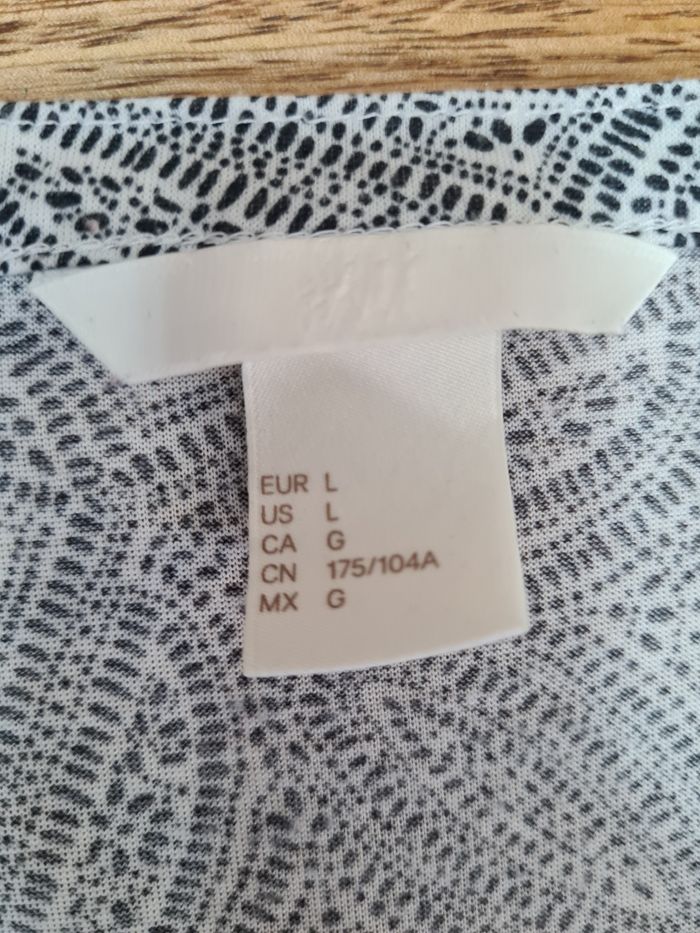 EUR L
US L
CA G
CN 175/104A
MX G